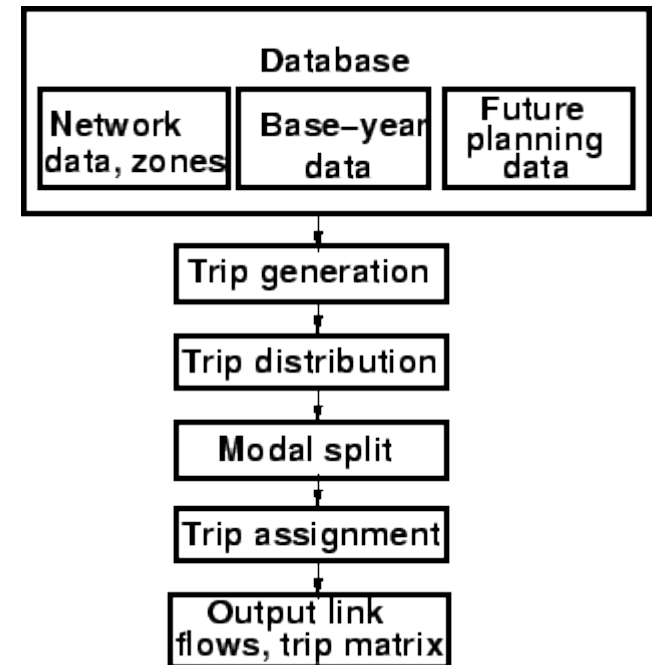 Database
Network
data, zones
Base–year
data
Future
planning
data
Trip generation
Trip distribution
Modal split
Trip assignment
Output link
flows, trip matrix